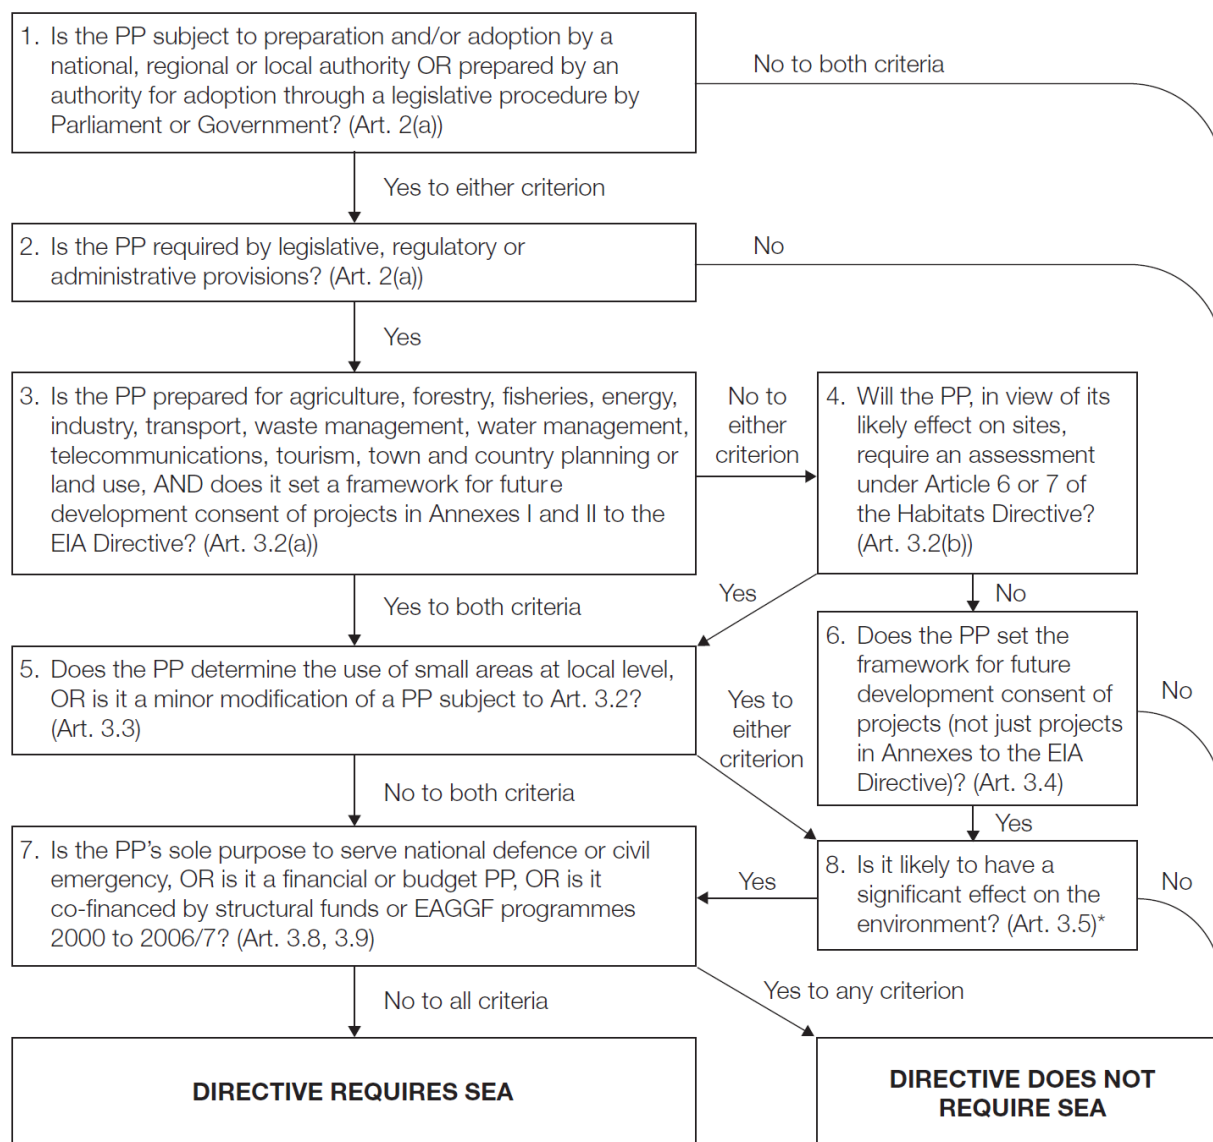 1. Is the PP subject to preparation and/or adoption by a
national, regional or local authority OR prepared by an
authority for adoption through a legislative procedure by
Parliament or Government? (Art. 2(a))
No to both criteria
Yes to either criterion
2. Is the PP required by legislative, regulatory or
administrative provisions? (Art. 2(a))
No
Yes
3. Is the PP prepared for agriculture, forestry, fisheries, energy,
industry, transport, waste management, water management,
telecommunications, tourism, town and country planning or
land use, AND does it set a framework for future
development consent of projects in Annexes I and II to the
EIA Directive? (Art. 3.2(a))
No to
either
criterion
4. Will the PP, in view of its
likely effect on sites,
require an assessment
under Article 6 or 7 of
the Habitats Directive?
(Art. 3.2(b))
Yes to both criteria
Yes
No
5. Does the PP determine the use of small areas at local level,
OR is it a minor modification of a PP subject to Art. 3.2?
(Art. 3.3)
Yes to
either
criterion
6. Does the PP set the
framework for future
development consent of
projects (not just projects
in Annexes to the EIA
Directive)? (Art. 3.4)
No
No to both criteria
Yes
7. Is the PP's sole purpose to serve national defence or civil
emergency, OR is it a financial or budget PP, OR is it
co-financed by structural funds or EAGGF programmes
2000 to 2006/7? (Art. 3.8, 3.9)
Yes
8. Is it likely to have a
significant effect on the
environment? (Art. 3.5)*
No
No to all criteria
Yes to any criterion
DIRECTIVE REQUIRES SEA
DIRECTIVE DOES NOT
REQUIRE SEA